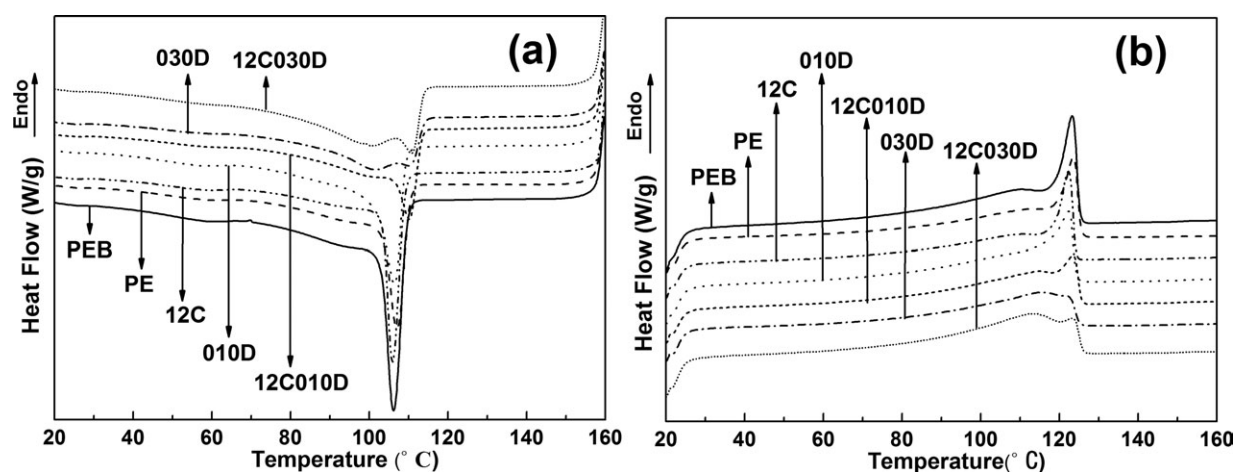 (a)
030D
12C030D
Endo
Heat Flow (W/g)
PEB
PE
12C
010D
12C010D
20 40 60 80 100 120 140 160
Temperature(° C)
(b)
010D
12C
12C010D
PE
030D
PEB
12C030D
Endo
Heat Flow (W/g)
20 40 60 80 100 120 140 160
Temperature(° C)